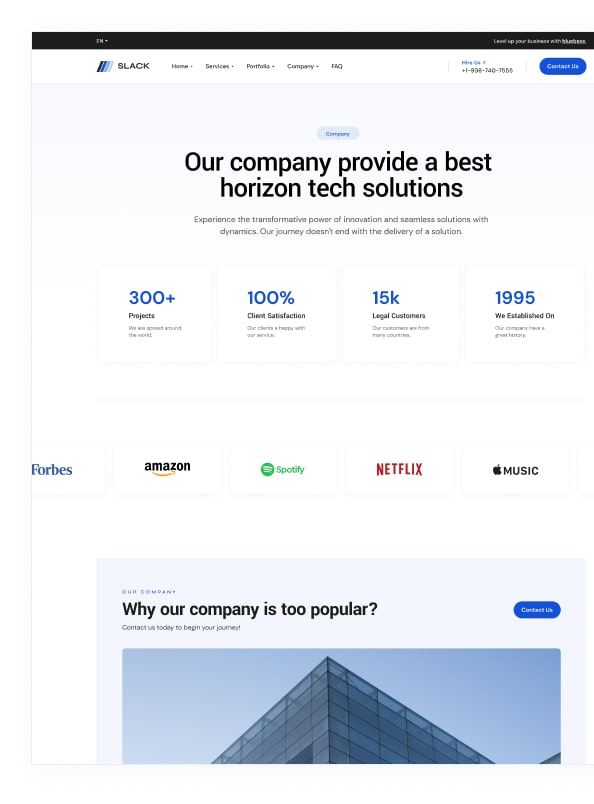 EN
Level up your business with bluebase.
SLACK
Home
Services
Portfolio
Company
FAQ
Hire Us
+1-938-740-7555
Contact Us
Company
Our company provide a best
horizon tech solutions
Experience the transformative power of innovation and seamless solutions with
dynamics. Our journey doesn't end with the delivery of a solution.
300+
Projects
We are spread around
the world.
100%
Client Satisfaction
Our clients a happy with
our service.
15k
Legal Customers
Our customers are from
many countries.
1995
We Established On
Our company have a
great history.
Forbes
amazon
Spotify
NETFLIX
MUSIC
OUR COMPANY
Why our company is too popular?
Contact us today to begin your journey!
Contact Us